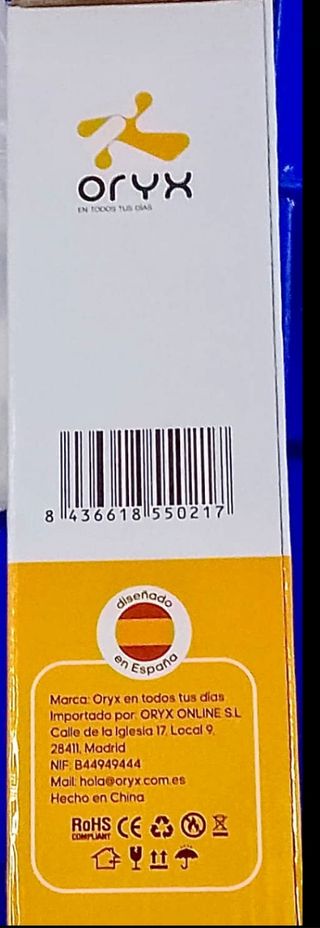 oryx
EN TODOS TUS DÍAS
8 436618 550217
diseñado
en España
Marca: Oryx en todos tus días
Importado por: ORYX ONLINE S.L
Calle de la Iglesia 17, Local 9,
28411, Madrid
NIF: B44949444
Mail: hola@oryx.com.es
Hecho en China
RoHS
COMPLIANT
CE